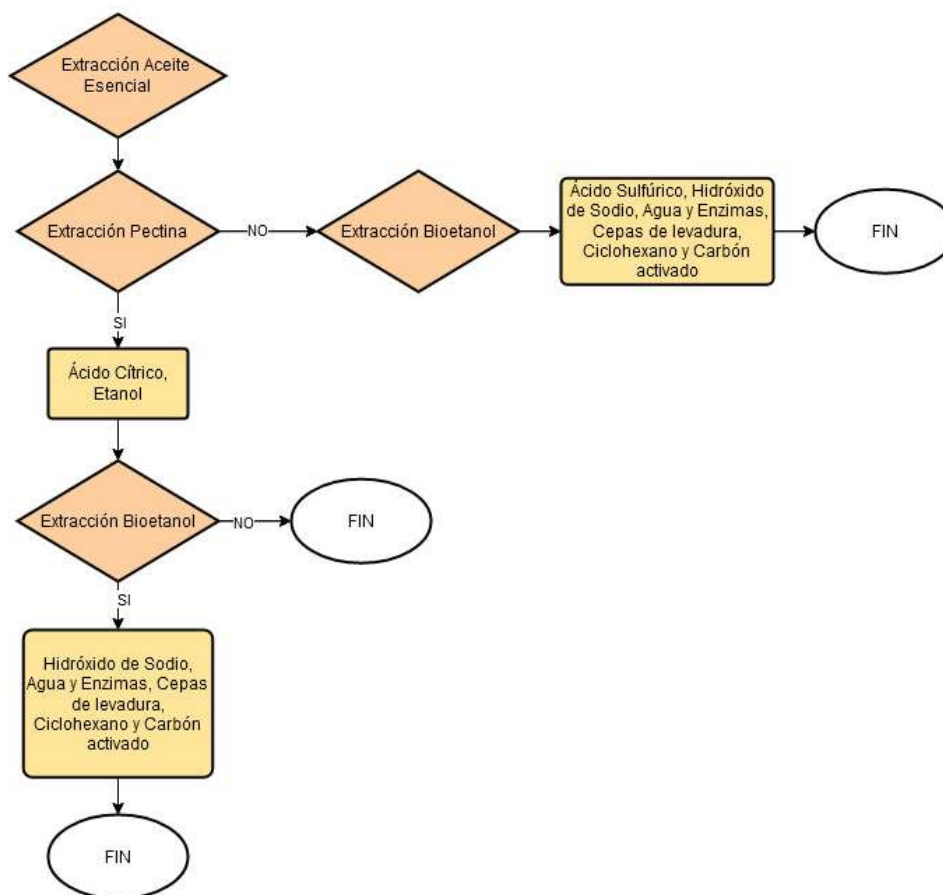 Extracción Aceite
Esencial
Extracción Pectina
NO
Extracción Bioetanol
Ácido Sulfúrico, Hidróxido
de Sodio, Agua y Enzimas,
Cepas de levadura,
Ciclohexano y Carbón
activado
FIN
SI
Ácido Cítrico,
Etanol
Extracción Bioetanol
NO
FIN
SI
Hidróxido de Sodio,
Agua y Enzimas, Cepas
de levadura,
Ciclohexano y Carbón
activado
FIN